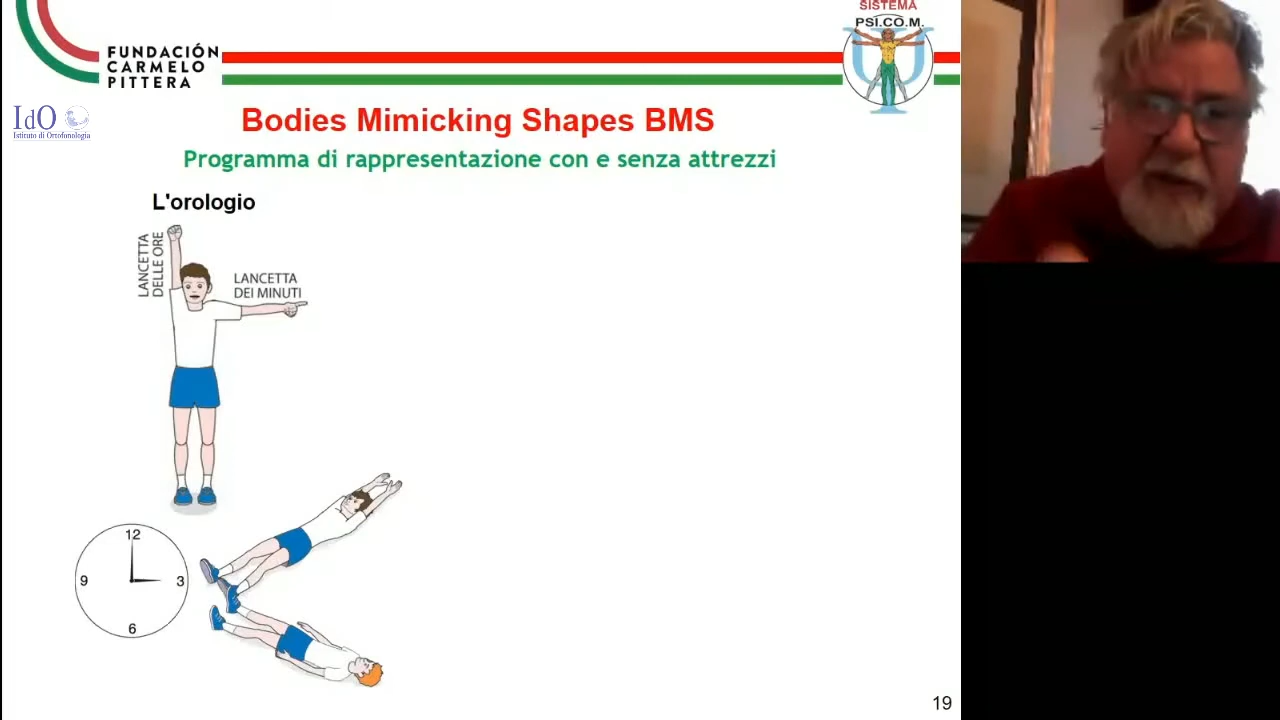 SISTEMA
PSI.CO.M.
FUNDACIÓN
CARMELO
PITTERA
IdO
Istituto di Ortofonologia
Bodies Mimicking Shapes BMS
Programma di rappresentazione con e senza attrezzi
L'orologio
LANCETTA
DELLE ORE
LANCETTA
DEI MINUTI
12
9
3
6
19